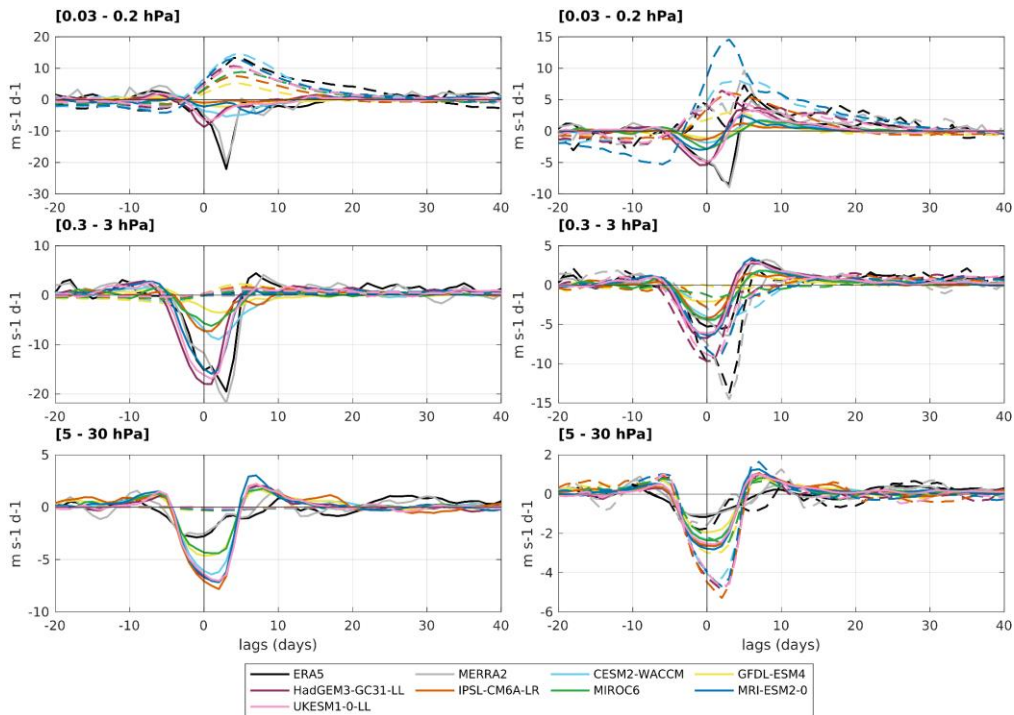 [0.03 - 0.2 hPa]
m s-1 d-1
20
10
0
-10
-20
-30
-20 -10 0 10 20 30 40
[0.03 - 0.2 hPa]
m s-1 d-1
15
10
5
0
-5
-10
-20 -10 0 10 20 30 40
[0.3 - 3 hPa]
m s-1 d-1
10
0
-10
-20
-20 -10 0 10 20 30 40
[0.3 - 3 hPa]
m s-1 d-1
5
0
-5
-10
-15
-20 -10 0 10 20 30 40
[5 - 30 hPa]
m s-1 d-1
5
0
-5
-10
-20 -10 0 10 20 30 40
lags (days)
[5 - 30 hPa]
m s-1 d-1
2
0
-2
-4
-6
-20 -10 0 10 20 30 40
lags (days)
ERA5 MERRA2 CESM2-WACCM GFDL-ESM4
HadGEM3-GC31-LL IPSL-CM6A-LR MIROC6 MRI-ESM2-0
UKESM1-0-LL